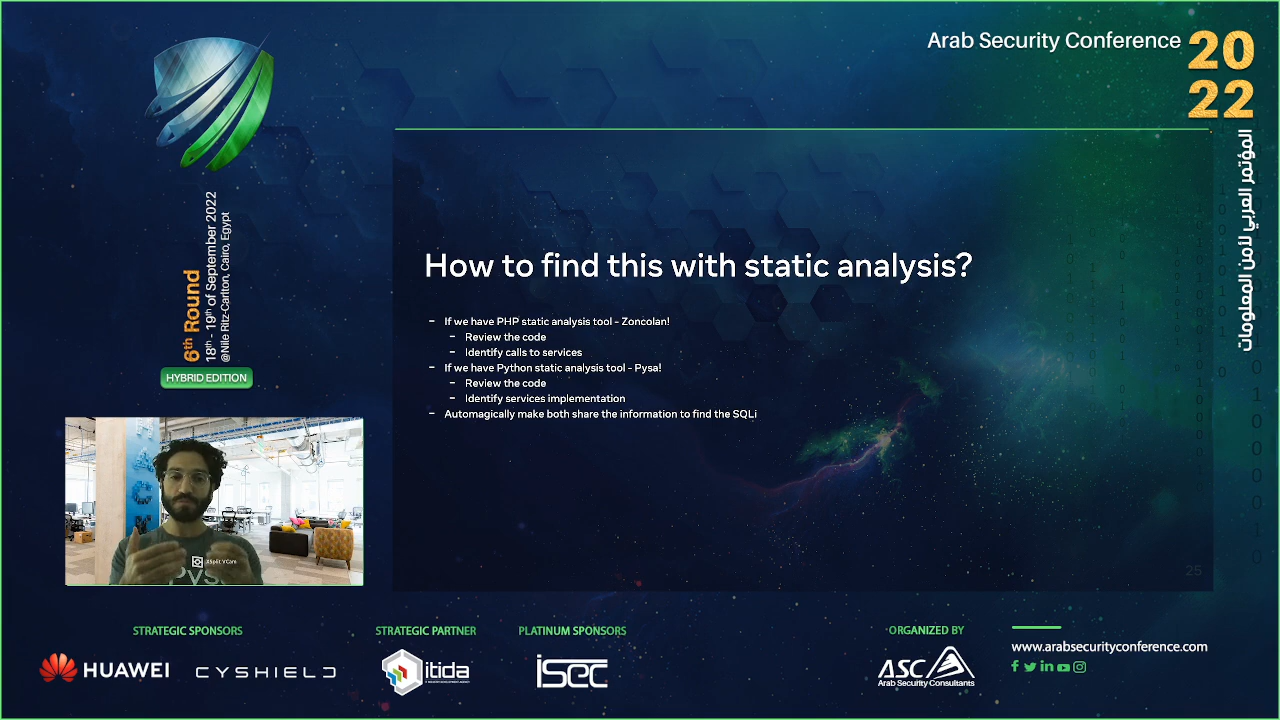 Arab Security Conference
20
22
المؤتمر العربي لأمن المعلومات
6th Round
18th - 19th of September 2022
@Nile Ritz-Carlton, Cairo, Egypt
HYBRID EDITION
How to find this with static analysis?
- If we have PHP static analysis tool - Zoncolan!
- Review the code
- Identify calls to services
- If we have Python static analysis tool - Pysa!
- Review the code
- Identify services implementation
- Automagically make both share the information to find the SQLi
25
HACK
XSplit VCam
Pysa
STRATEGIC SPONSORS
HUAWEI
CYSHIELD
STRATEGIC PARTNER
itida
PLATINUM SPONSORS
isec
ORGANIZED BY
ASC
Arab Security Consultants
www.arabsecurityconference.com